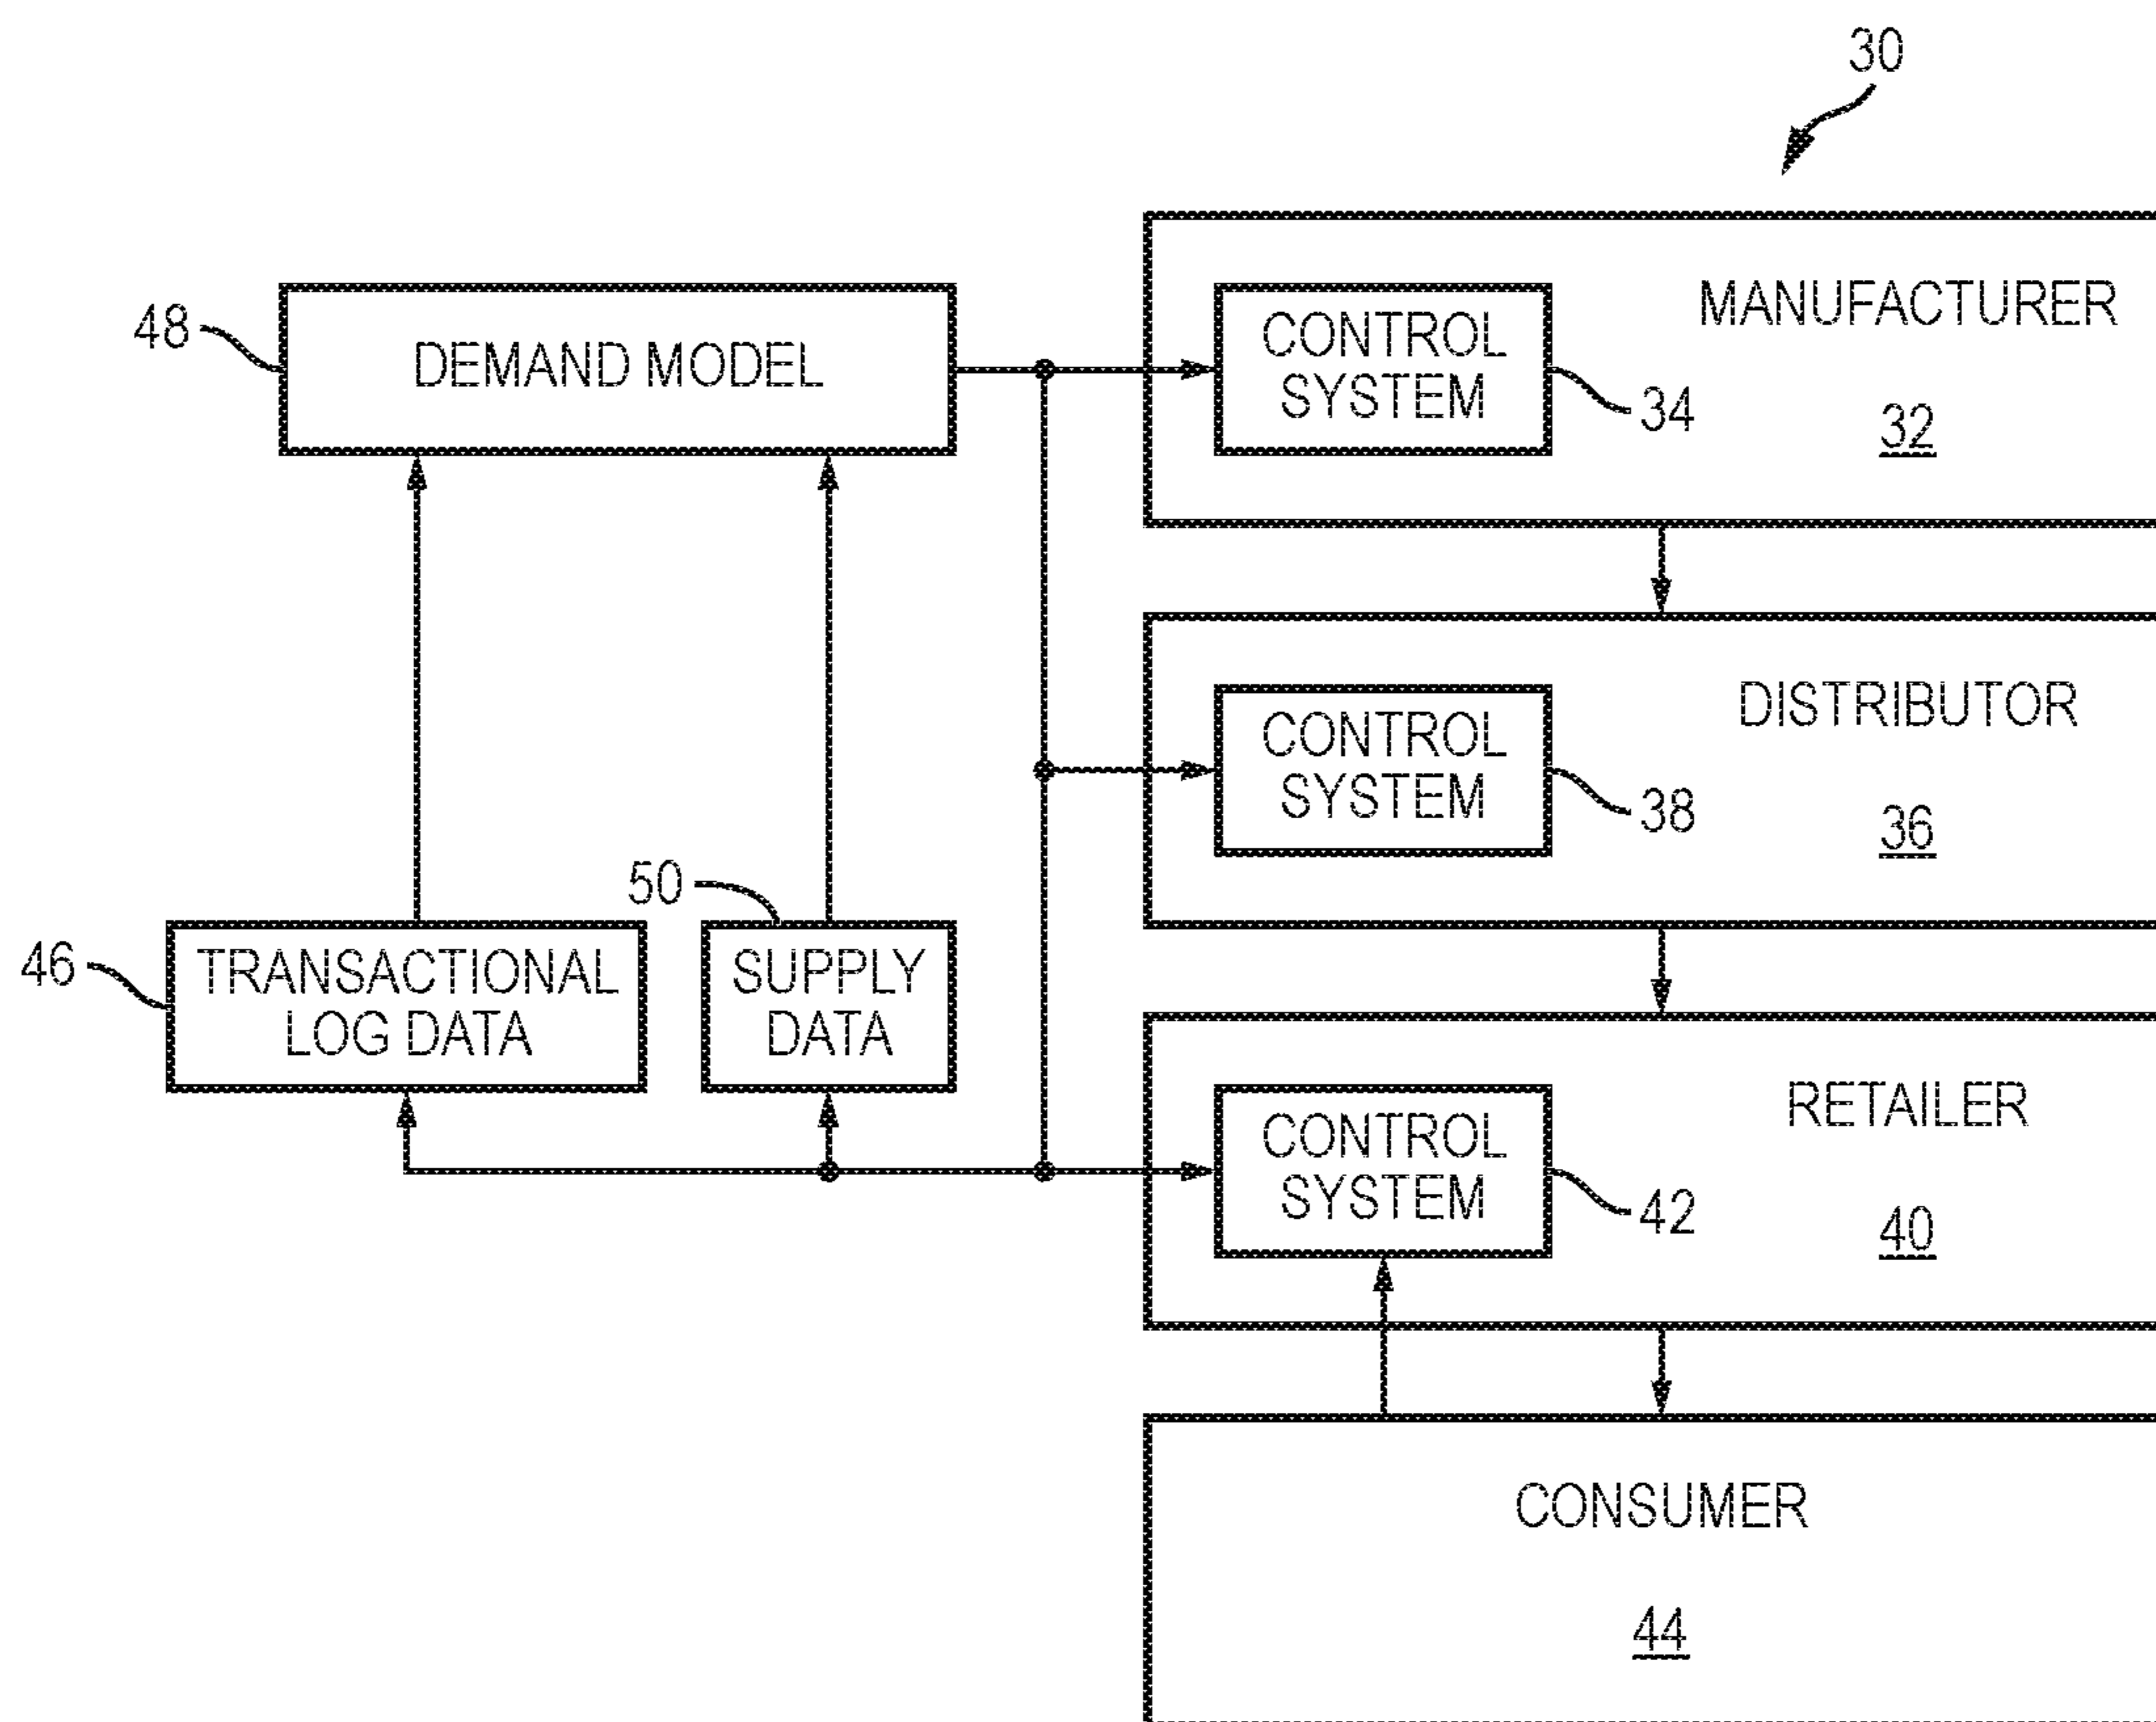 30
MANUFACTURER
48
DEMAND MODEL
CONTROL
SYSTEM
34
32
DISTRIBUTOR
CONTROL
SYSTEM
38
36
50
46
TRANSACTIONAL
LOG DATA
SUPPLY
DATA
RETAILER
CONTROL
SYSTEM
42
40
CONSUMER
44